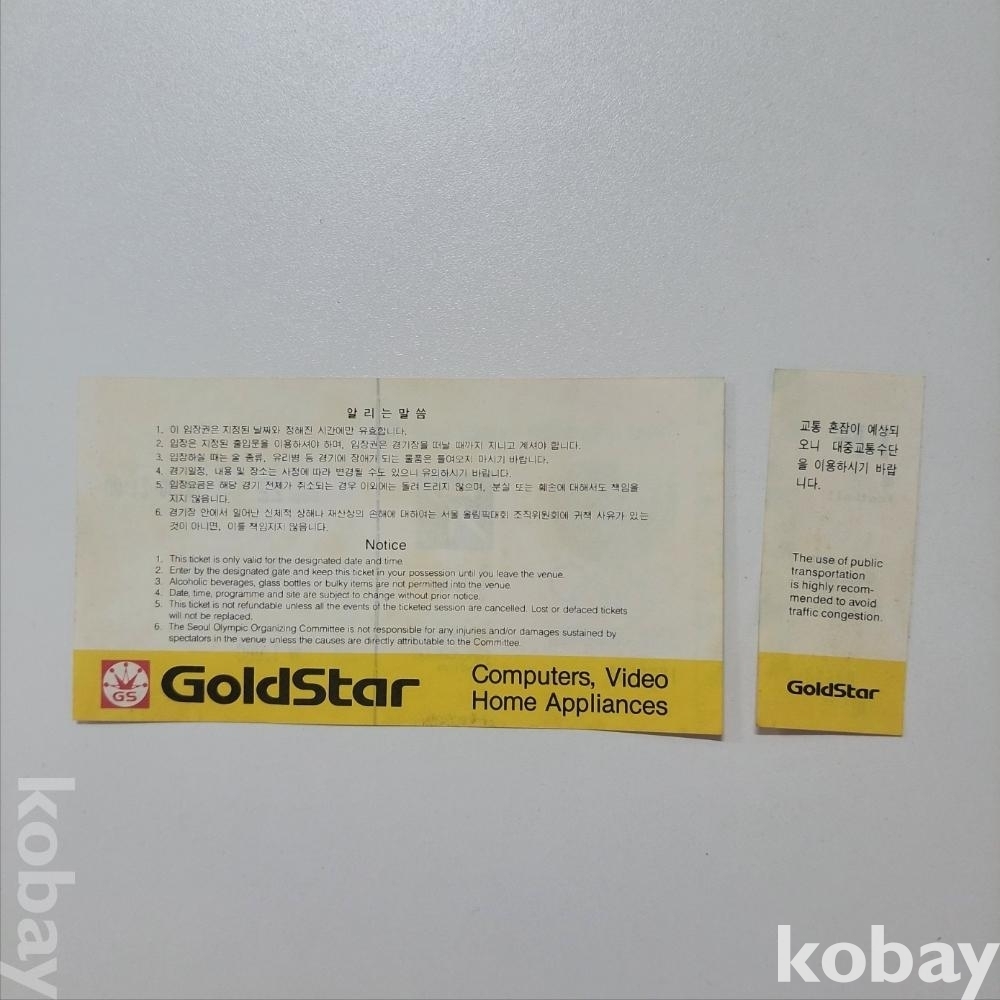 알 리 는 말 씀
1. 이 입장권은 지정된 날짜와 정해진 시간에만 유효합니다.
2. 입장은 지정된 출입문을 이용하셔야 하며, 입장권은 경기장을 떠날 때까지 지니고 계셔야 합니다.
3. 입장하실 때는 술 종류, 유리병 등 경기에 장애가 되는 물품은 들여오지 마시기 바랍니다.
4. 경기일정, 내용 및 장소는 사정에 따라 변경될 수도 있으니 유의하시기 바랍니다.
5. 입장요금은 해당 경기 전체가 취소되는 경우 이외에는 돌려 드리지 않으며, 분실 또는 훼손에 대해서도 책임을
지지 않읍니다.
6. 경기장 안에서 일어난 신체적 상해나 재산상의 손해에 대하여는 서울 올림픽대회 조직위원회에 귀책 사유가 있는
것이 아니면, 이를 책임지지 않읍니다.
Notice
1. This ticket is only valid for the designated date and time.
2. Enter by the designated gate and keep this ticket in your possession until you leave the venue.
3. Alcoholic beverages, glass bottles or bulky items are not permitted into the venue.
4. Date, time, programme and site are subject to change without prior notice.
5. This ticket is not refundable unless all the events of the ticketed session are cancelled. Lost or defaced tickets
will not be replaced.
6. The Seoul Olympic Organizing Committee is not responsible for any injuries and/or damages sustained by
spectators in the venue unless the causes are directly attributable to the Committee.
GS
GoldStar
Computers, Video
Home Appliances
교통 혼잡이 예상되
오니 대중교통수단
을 이용하시기 바랍
니다.
The use of public
transportation
is highly recom-
mended to avoid
traffic congestion.
GoldStar
kobay
kobay